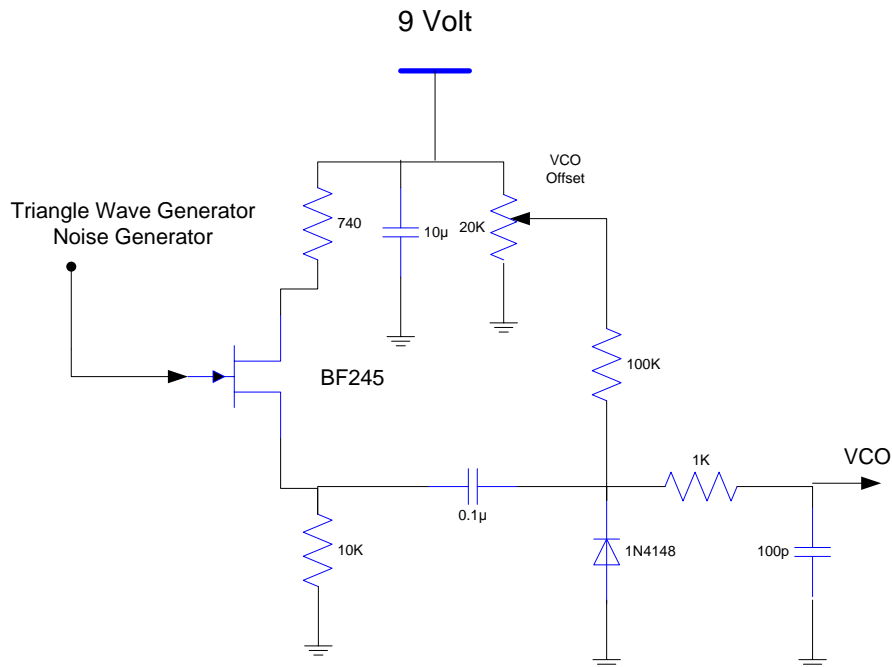 9 Volt
VCO
Offset
Triangle Wave Generator
Noise Generator
740
10µ
20K
100K
BF245
1K
VCO
0.1µ
10K
1N4148
100p